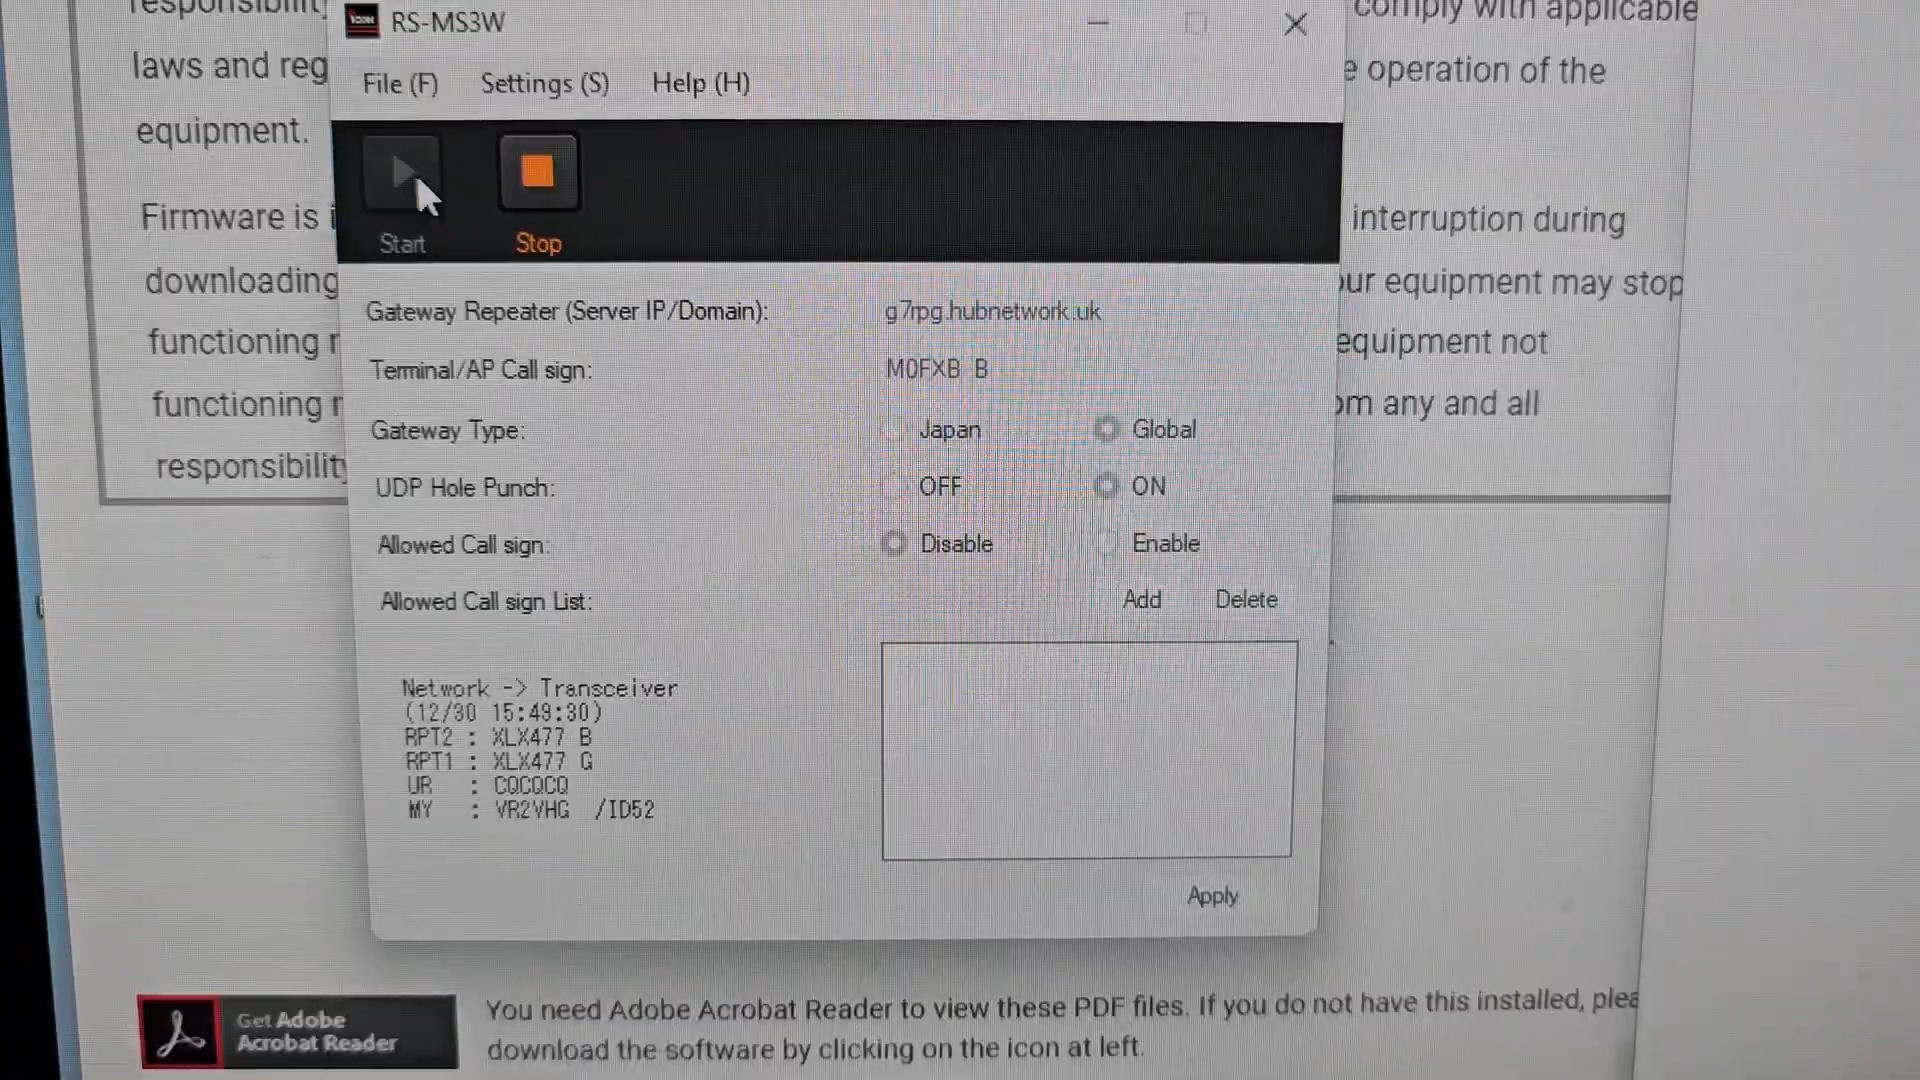 responsibility
laws and reg
equipment.
Firmware is i
downloading
functioning r
functioning r
responsibility
RS-MS3W
File (F) Settings (S) Help (H)
Start Stop
Gateway Repeater (Server IP/Domain): g7rpg.hubnetwork.uk
Terminal/AP Call sign: M0FXB B
Gateway Type: Japan Global
UDP Hole Punch: OFF ON
Allowed Call sign: Disable Enable
Allowed Call sign List: Add Delete
Network -> Transceiver
(12/30 15:49:30)
RPT2 : XLX477 B
RPT1 : XLX477 G
UR : CQCQCQ
MY : VR2VHG /ID52
Apply
comply with applicable
e operation of the
interruption during
our equipment may stop
equipment not
om any and all
Get Adobe
Acrobat Reader
You need Adobe Acrobat Reader to view these PDF files. If you do not have this installed, plea
download the software by clicking on the icon at left.